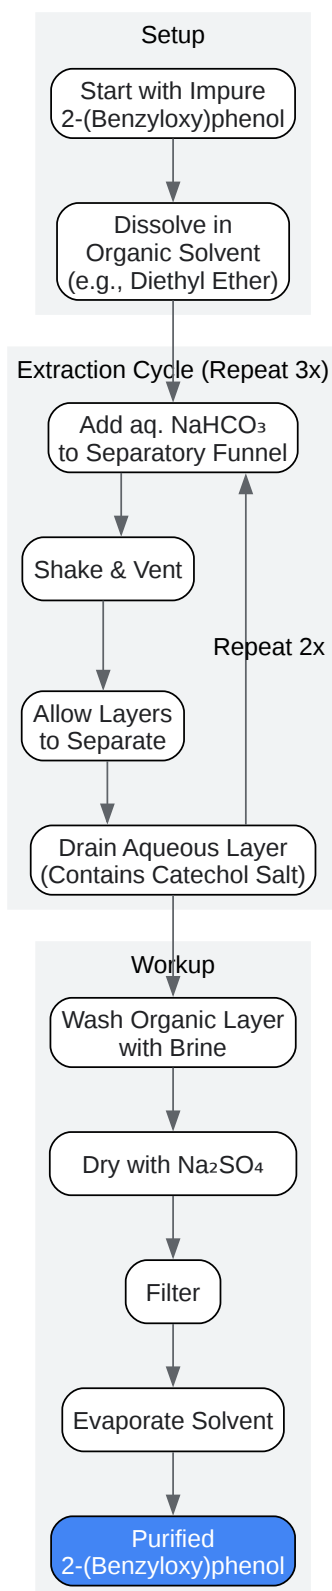 Setup
Start with Impure
2-(Benzyloxy)phenol
Dissolve in
Organic Solvent
(e.g., Diethyl Ether)
Extraction Cycle (Repeat 3x)
Add aq. NaHCO₃
to Separatory Funnel
Shake & Vent
Repeat 2x
Allow Layers
to Separate
Drain Aqueous Layer
(Contains Catechol Salt)
Workup
Wash Organic Layer
with Brine
Dry with Na₂SO₄
Filter
Evaporate Solvent
Purified
2-(Benzyloxy)phenol